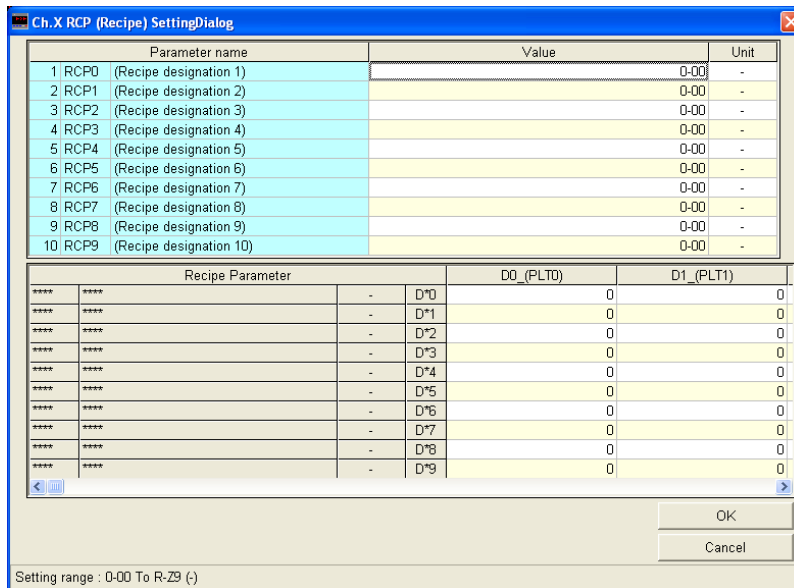 Ch.X RCP (Recipe) SettingDialog
Parameter name Value Unit
1 RCP0 (Recipe designation 1) 0-00 -
2 RCP1 (Recipe designation 2) 0-00 -
3 RCP2 (Recipe designation 3) 0-00 -
4 RCP3 (Recipe designation 4) 0-00 -
5 RCP4 (Recipe designation 5) 0-00 -
6 RCP5 (Recipe designation 6) 0-00 -
7 RCP6 (Recipe designation 7) 0-00 -
8 RCP7 (Recipe designation 8) 0-00 -
9 RCP8 (Recipe designation 9) 0-00 -
10 RCP9 (Recipe designation 10) 0-00 -
Recipe Parameter D0_(PLT0) D1_(PLT1)
**** **** - D*0 0 0
**** **** - D*1 0 0
**** **** - D*2 0 0
**** **** - D*3 0 0
**** **** - D*4 0 0
**** **** - D*5 0 0
**** **** - D*6 0 0
**** **** - D*7 0 0
**** **** - D*8 0 0
**** **** - D*9 0 0
OK
Cancel
Setting range : 0-00 To R-Z9 (-)